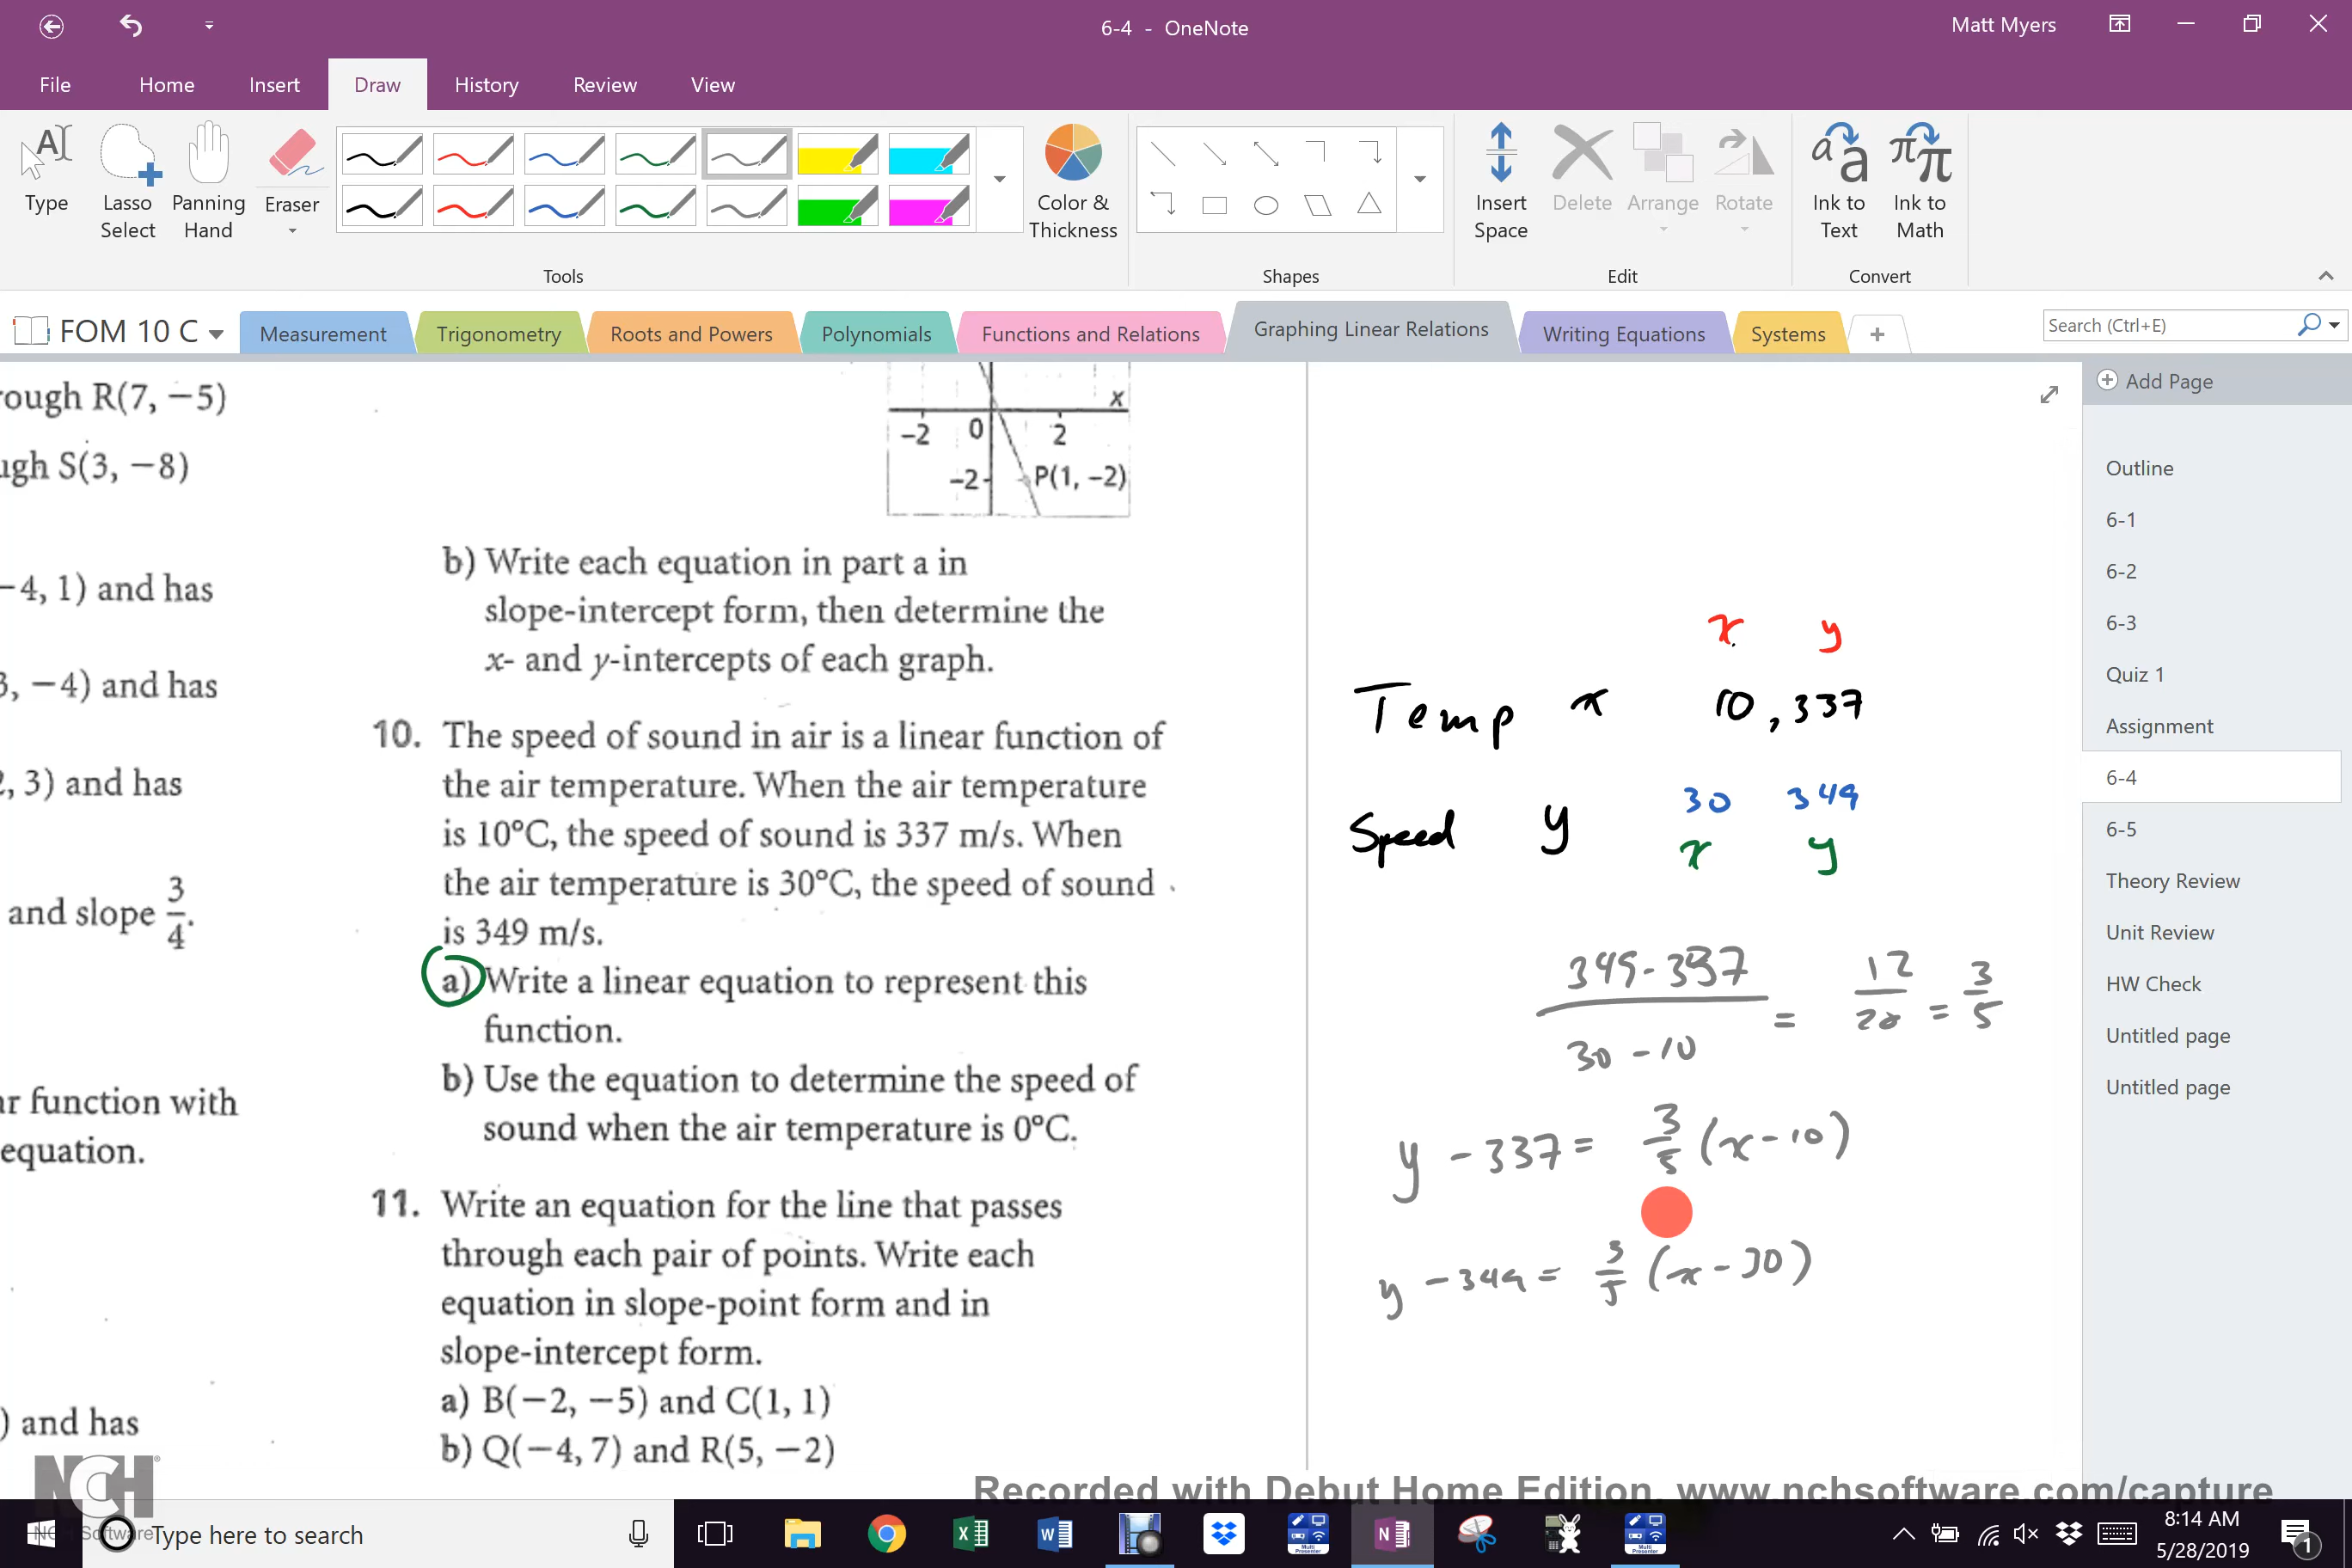 6-4 - OneNote
Matt Myers
File Home Insert Draw History Review View
Type
Lasso Select
Panning Hand
Eraser
Color & Thickness
Insert Space
Delete
Arrange
Rotate
Ink to Text
Ink to Math
Tools
Shapes
Edit
Convert
FOM 10 C
Measurement
Trigonometry
Roots and Powers
Polynomials
Functions and Relations
Graphing Linear Relations
Writing Equations
Systems
+
Search (Ctrl+E)
rough R(7, −5)
ugh S(3, −8)
−4, 1) and has
3, −4) and has
2, 3) and has
and slope 3/4.
ar function with
equation.
) and has
x
−2 0 2
−2 P(1, −2)
b) Write each equation in part a in
slope-intercept form, then determine the
x- and y-intercepts of each graph.
10. The speed of sound in air is a linear function of
the air temperature. When the air temperature
is 10°C, the speed of sound is 337 m/s. When
the air temperature is 30°C, the speed of sound
is 349 m/s.
a) Write a linear equation to represent this
function.
b) Use the equation to determine the speed of
sound when the air temperature is 0°C.
11. Write an equation for the line that passes
through each pair of points. Write each
equation in slope-point form and in
slope-intercept form.
a) B(−2, −5) and C(1, 1)
b) Q(−4, 7) and R(5, −2)
x y
Temp x 10, 337
30 349
Speed y x y
349-337 / 30-10 = 12/20 = 3/5
y - 337 = 3/5 (x - 10)
y - 349 = 3/5 (x - 30)
Add Page
Outline
6-1
6-2
6-3
Quiz 1
Assignment
6-4
6-5
Theory Review
Unit Review
HW Check
Untitled page
Untitled page
NCH
NCH Software
Recorded with Debut Home Edition. www.nchsoftware.com/capture
Type here to search
8:14 AM
5/28/2019
1